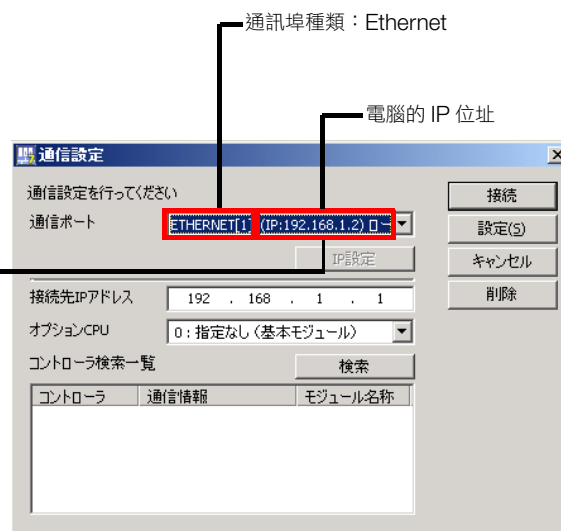 通訊埠種類：Ethernet
電腦的 IP 位址
通信設定
通信設定を行ってください
接続
通信ポート
ETHERNET[1] (IP:192.168.1.2) ロー
設定(S)
IP設定
キャンセル
接続先IPアドレス
192 . 168 . 1 . 1
削除
オプションCPU
0：指定なし（基本モジュール）
コントローラ検索一覧
検索
コントローラ 通信情報 モジュール名称